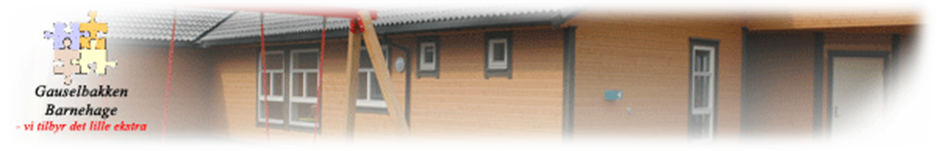 Gauselbakken
Barnehage
- vi tilbyr det lille ekstra